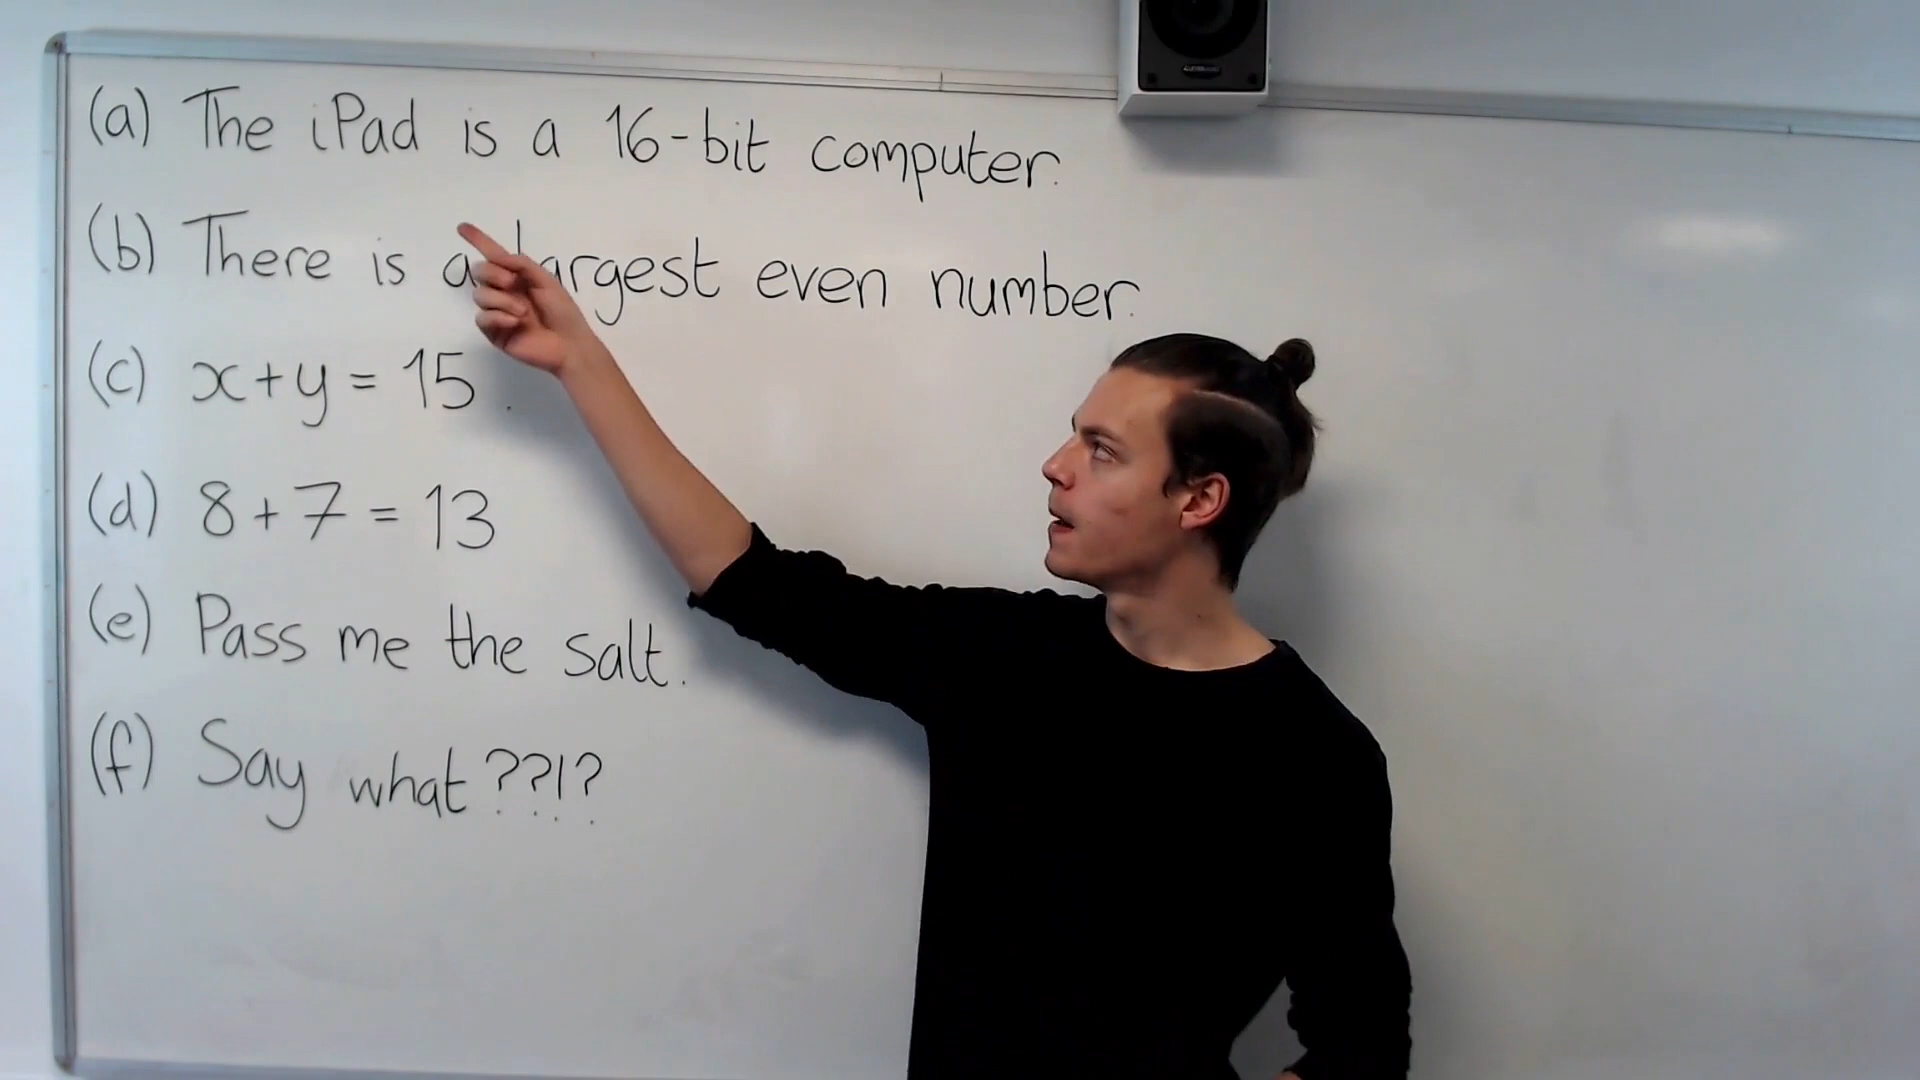 (a) The iPad is a 16-bit computer.
(b) There is a largest even number.
(c) x+y = 15.
(d) 8 + 7 = 13
(e) Pass me the salt.
(f) Say what ??!?